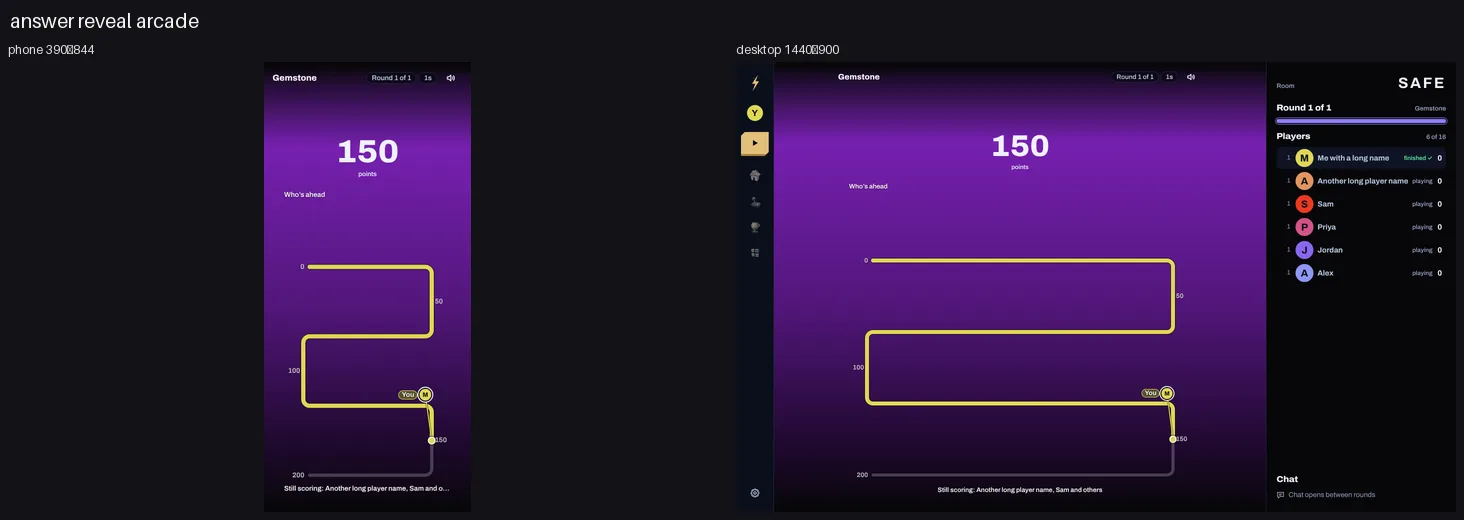 answer reveal arcade
phone 390▯844
Gemstone
Round 1 of 1
1s
150
points
Who's ahead
0
50
100
You
M
150
200
Still scoring: Another long player name, Sam and o...
desktop 1440▯900
Y
Gemstone
Round 1 of 1
1s
150
points
Who's ahead
0
50
100
You
M
150
200
Still scoring: Another long player name, Sam and others
Room
SAFE
Round 1 of 1
Gemstone
Players
6 of 16
1 M Me with a long name finished ✓ 0
1 A Another long player name playing 0
1 S Sam playing 0
1 P Priya playing 0
1 J Jordan playing 0
1 A Alex playing 0
Chat
Chat opens between rounds